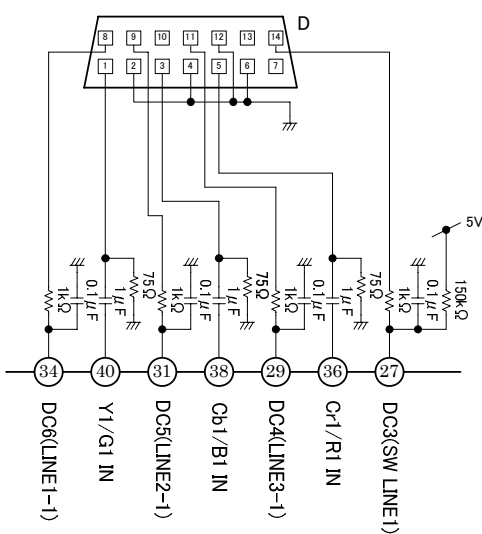 D
8 9 10 11 12 13 14
1 2 3 4 5 6 7
5V
1kΩ
0.1μF
1μF
75Ω
1kΩ
0.1μF
1μF
75Ω
1kΩ
0.1μF
1μF
75Ω
1kΩ
0.1μF
150kΩ
34 40 31 38 29 36 27
DC6(LINE1-1)
Y1/G1 IN
DC5(LINE2-1)
Cb1/B1 IN
DC4(LINE3-1)
Cr1/R1 IN
DC3(SW LINE1)